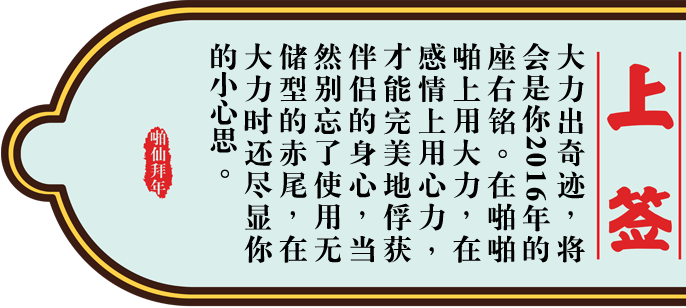 上签
大力出奇迹，将
会是你2016年的
座右铭。在啪啪
啪上用大力，在
感情上用心力，
才能完美地俘获
伴侣的身心，当
然别忘了使用无
储型的赤尾，在
大力时还尽显你
的小心思。
啪仙拜年